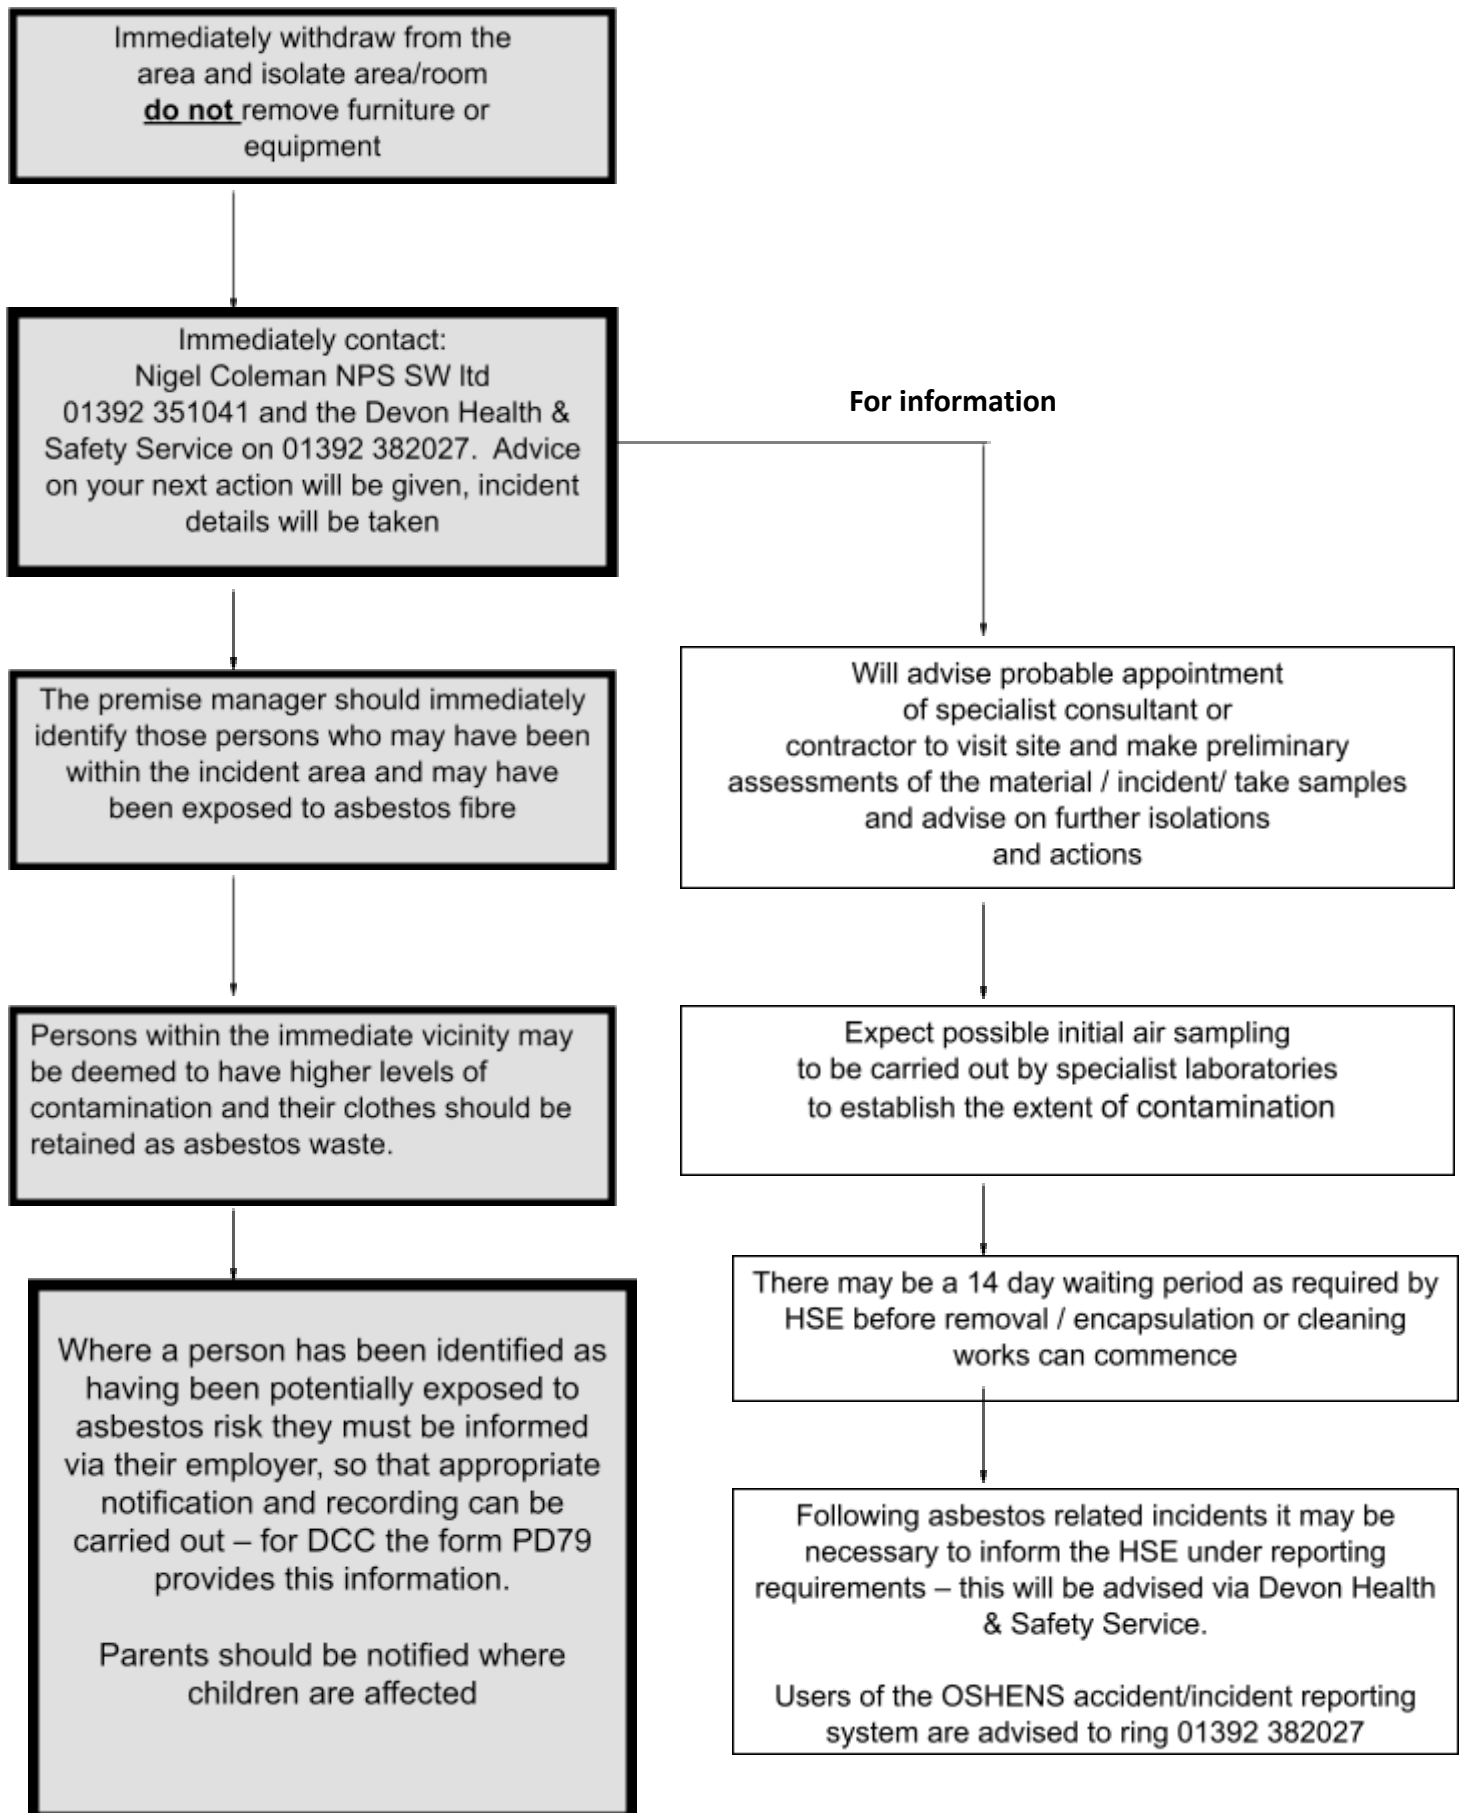 Immediately withdraw from the
area and isolate area/room
do not remove furniture or
equipment
Immediately contact:
Nigel Coleman NPS SW ltd
01392 351041 and the Devon Health &
Safety Service on 01392 382027.  Advice
on your next action will be given, incident
details will be taken
The premise manager should immediately
identify those persons who may have been
within the incident area and may have
been exposed to asbestos fibre
Persons within the immediate vicinity may
be deemed to have higher levels of
contamination and their clothes should be
retained as asbestos waste.
Where a person has been identified as
having been potentially exposed to
asbestos risk they must be informed
via their employer, so that appropriate
notification and recording can be
carried out – for DCC the form PD79
provides this information.
Parents should be notified where
children are affected
For information
Will advise probable appointment
of specialist consultant or
contractor to visit site and make preliminary
assessments of the material / incident/ take samples
and advise on further isolations
and actions
Expect possible initial air sampling
to be carried out by specialist laboratories
to establish the extent of contamination
There may be a 14 day waiting period as required by
HSE before removal / encapsulation or cleaning
works can commence
Following asbestos related incidents it may be
necessary to inform the HSE under reporting
requirements – this will be advised via Devon Health
& Safety Service.
Users of the OSHENS accident/incident reporting
system are advised to ring 01392 382027